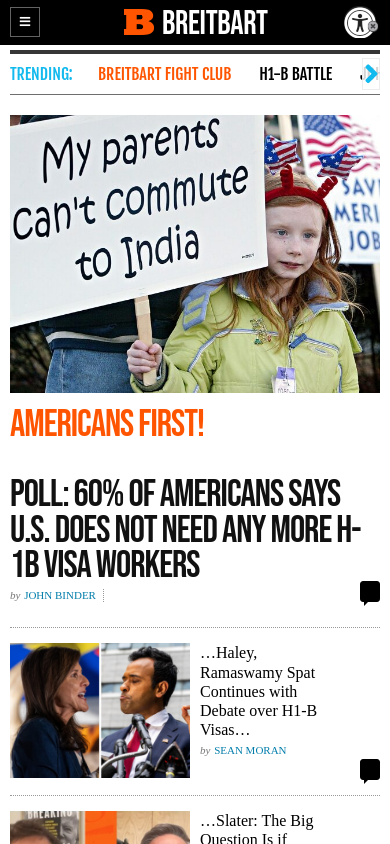 BREITBART
TRENDING:
BREITBART FIGHT CLUB
H1-B BATTLE
My parents
can't commute
to India
SAV
MERI
JOB
AMERICANS FIRST!
POLL: 60% OF AMERICANS SAYS
U.S. DOES NOT NEED ANY MORE H-
1B VISA WORKERS
by JOHN BINDER
…Haley,
Ramaswamy Spat
Continues with
Debate over H1-B
Visas…
by SEAN MORAN
BREAKING
…Slater: The Big
Question Is if